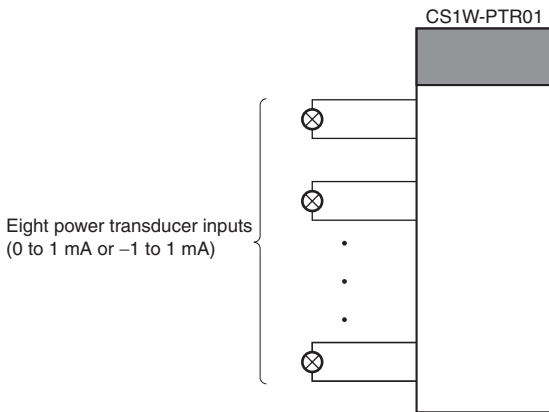 CS1W-PTR01
Eight power transducer inputs
(0 to 1 mA or −1 to 1 mA)